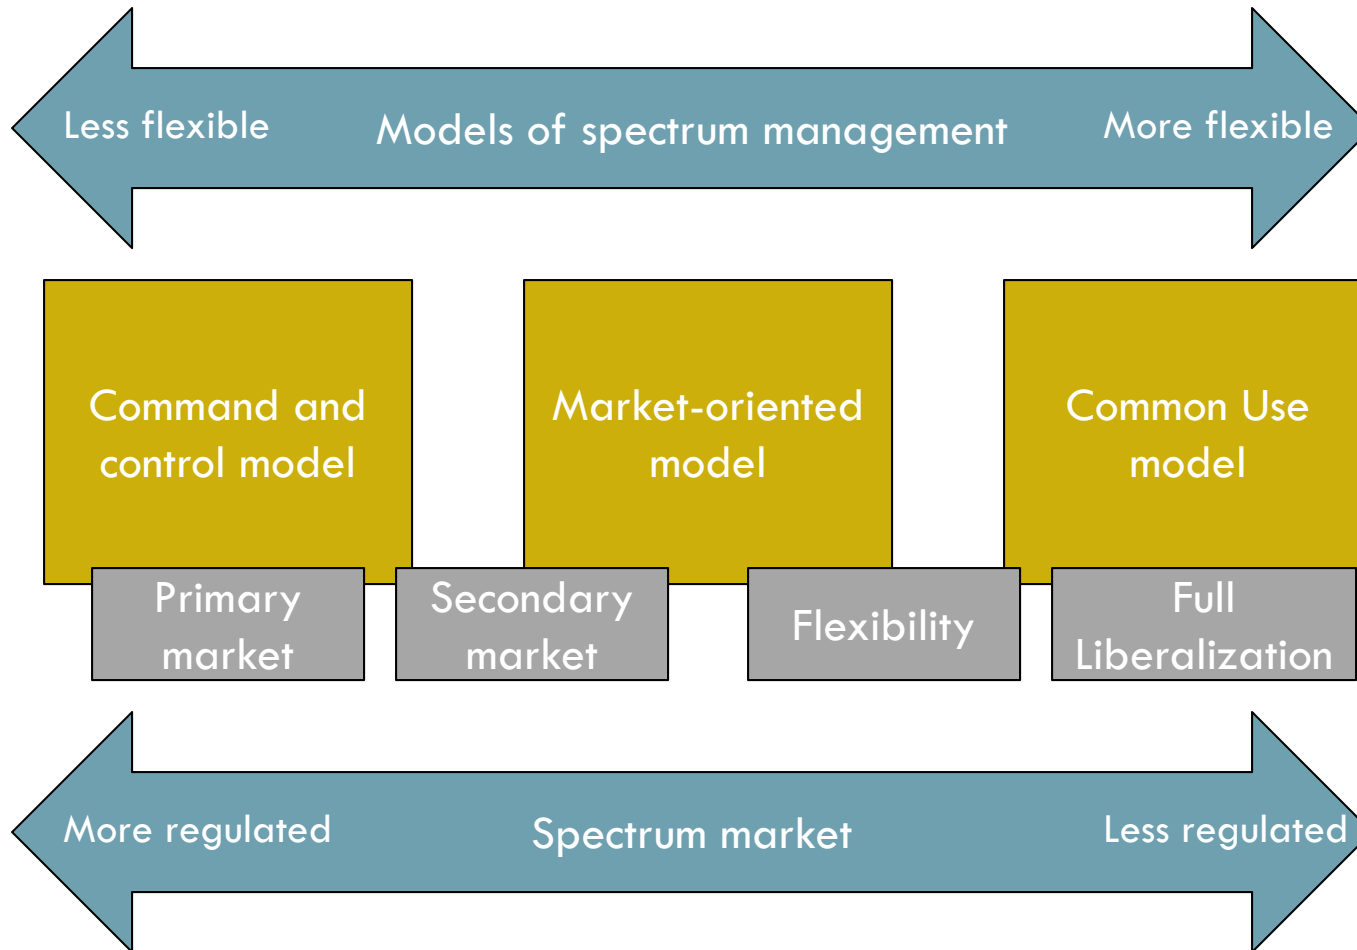 Less flexible
Models of spectrum management
More flexible
Command and
control model
Market-oriented
model
Common Use
model
Primary
market
Secondary
market
Flexibility
Full
Liberalization
More regulated
Spectrum market
Less regulated